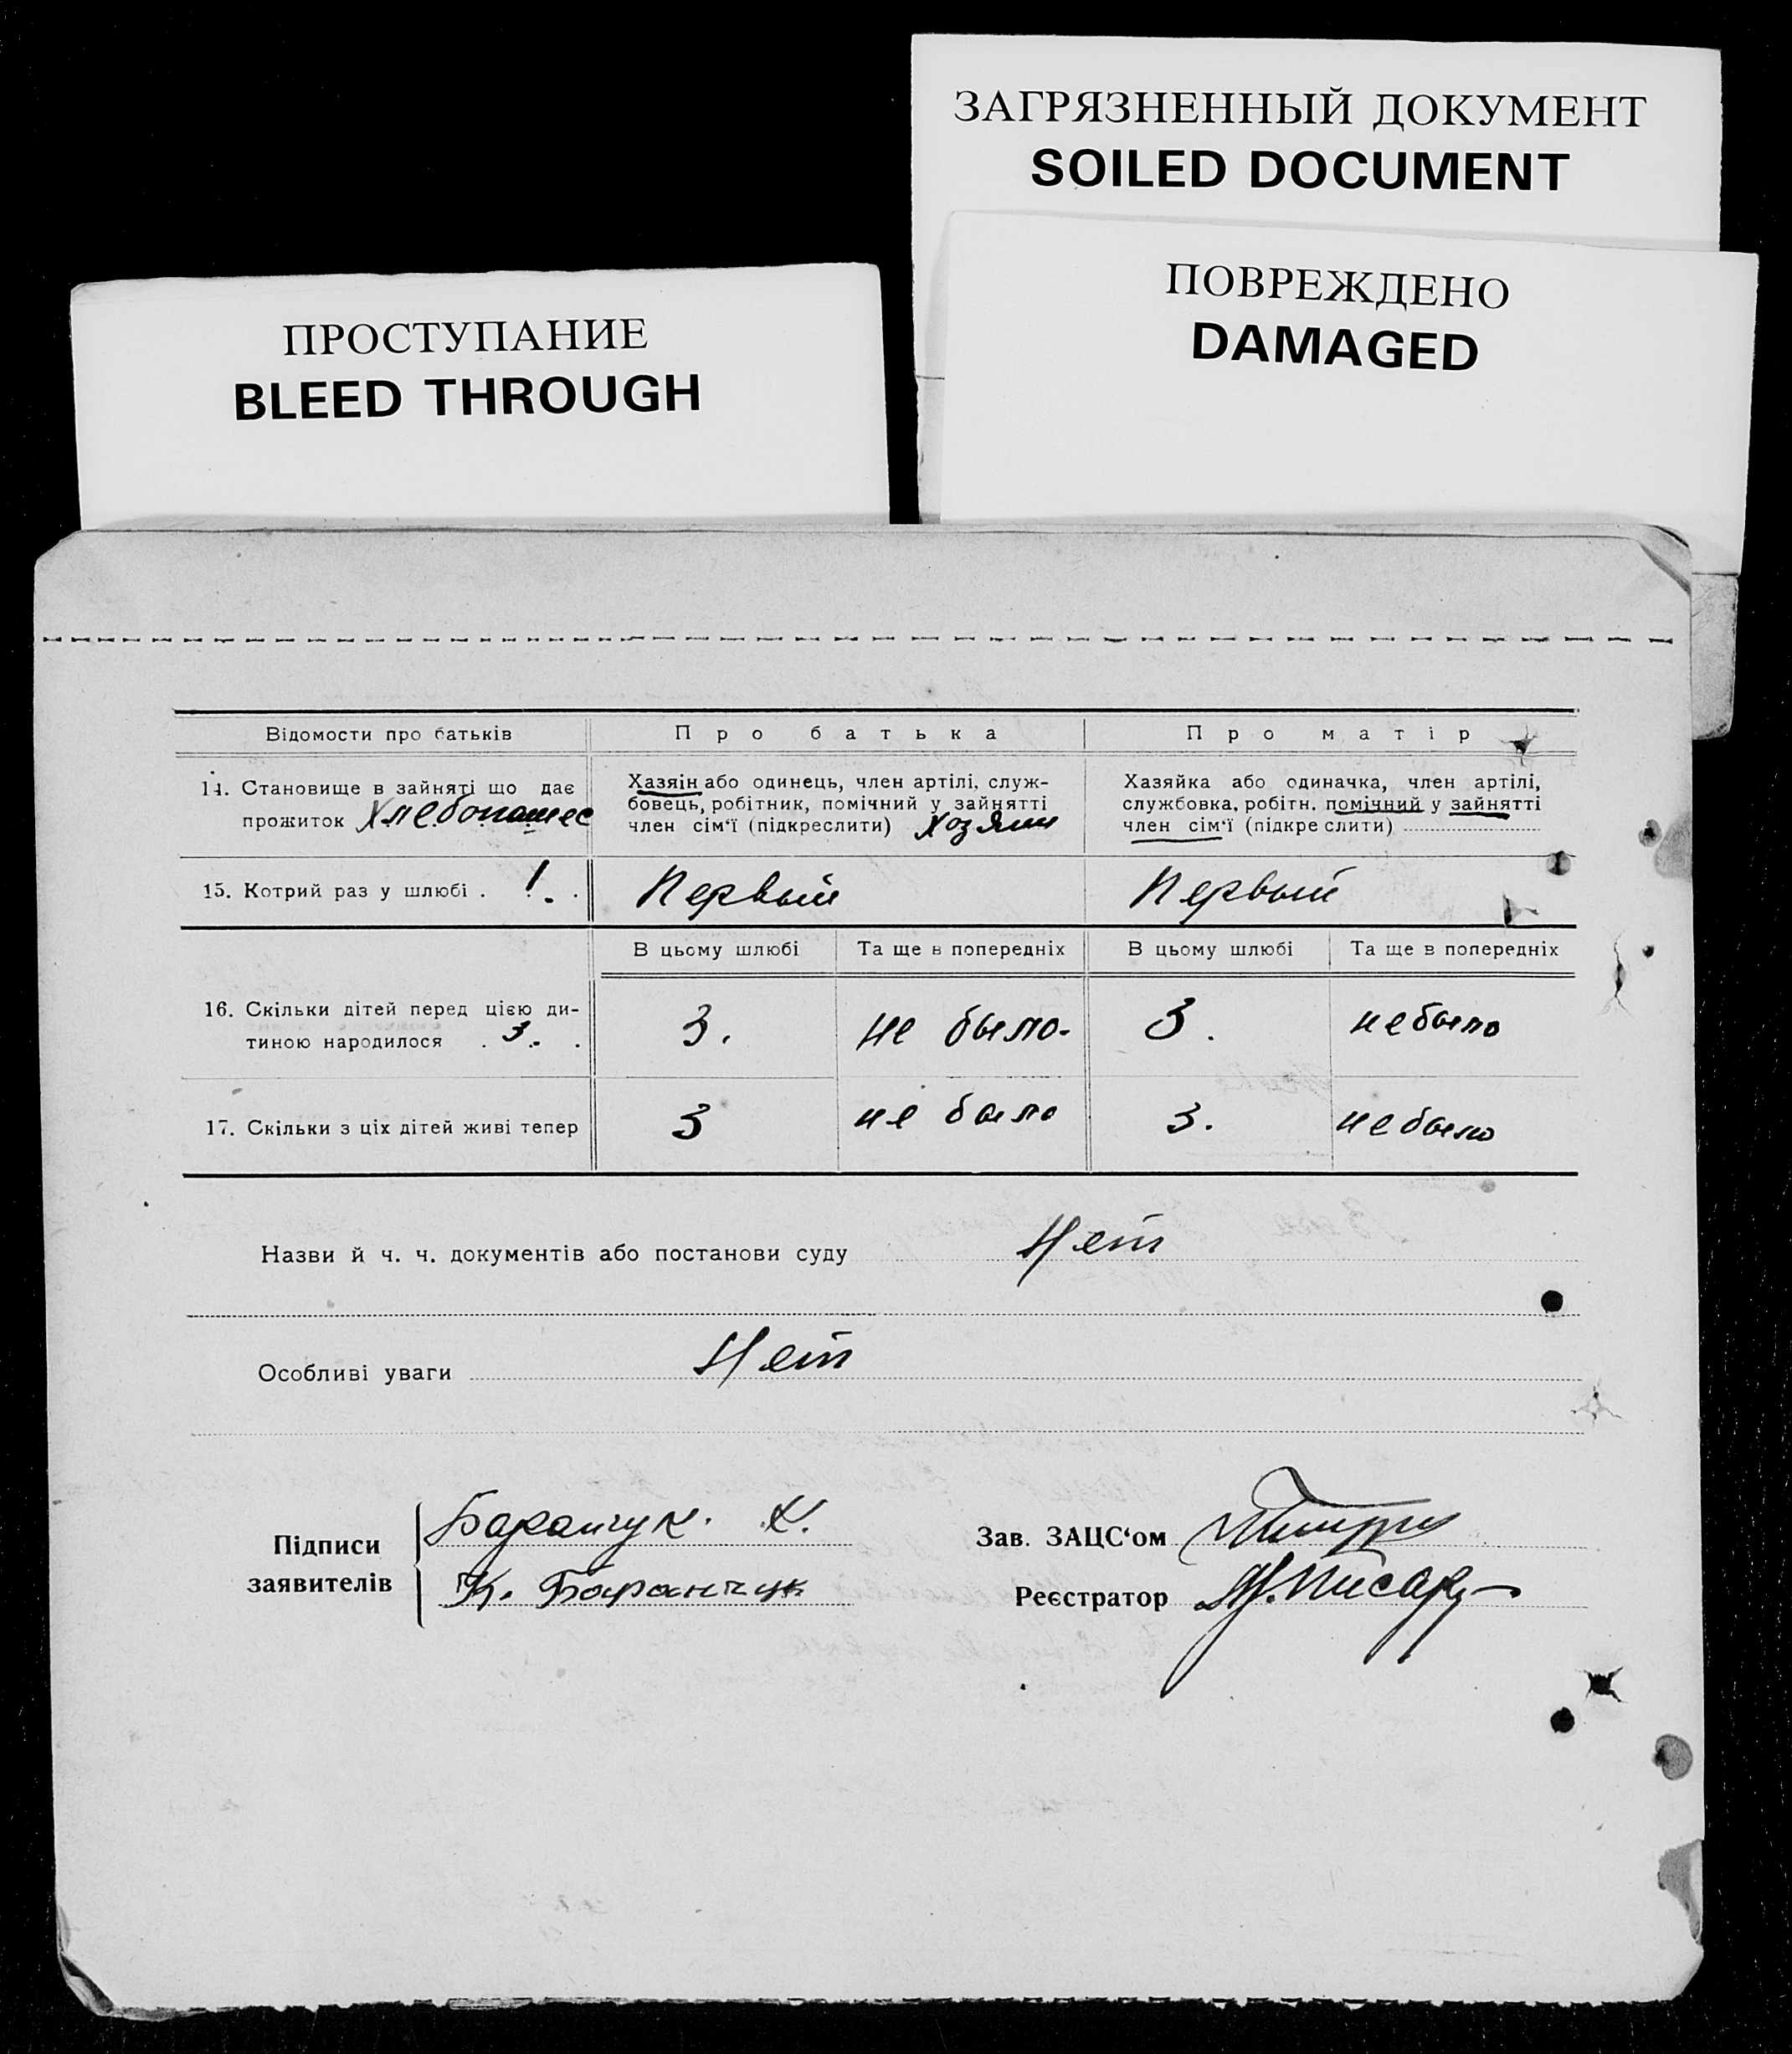 ЗАГРЯЗНЕННЫЙ ДОКУМЕНТ
SOILED DOCUMENT
ПОВРЕЖДЕНО
DAMAGED
ПРОСТУПАНИЕ
BLEED THROUGH
Відомости про батьків
Про батька
Про матір
14. Становище в зайняті що дає
прожиток Хлебопашес
Хазяін або одинець, член артілі, служ-
бовець, робітник, помічний у зайнятті
член сім'ї (підкреслити) Хозяин
Хазяйка або одиначка, член артілі,
службовка, робітн. помічний у зайнятті
член сім'ї (підкреслити)
15. Котрий раз у шлюбі . 1.
Первый
Первый
В цьому шлюбі
Та ще в попередніх
В цьому шлюбі
Та ще в попередніх
16. Скільки дітей перед цією ди-
тиною народилося . 3. .
3.
не было.
3.
не было
17. Скільки з ціх дітей живі тепер
3
не было
3.
не было
Назви й ч. ч. документів або постанови суду Нет
Особливі уваги Нет
Підписи
заявителів
Баранчук. К.
К. Баранчук
Зав. ЗАЦС'ом
Реєстратор